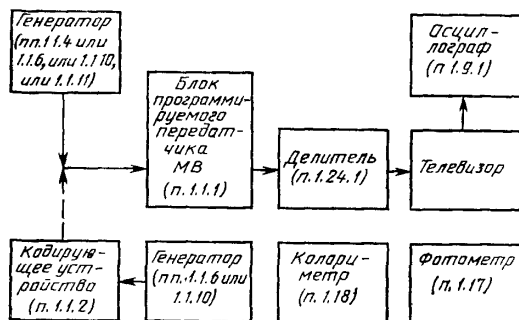 Генератор
(пп. 1.1.4 или
1.1.6, или 1.1.10,
или 1.1.11)
Блок
программи-
руемого
передат-
чика
МВ
(п. 1.1.1)
Делитель
(п. 1.24.1)
Осцил-
лограф
(п 1.9.1)
Телевизор
Кодирую-
щее уст-
ройство
(п. 1.1.2)
Генератор
(пп. 1.1.6 или
1.1.10)
Колори-
метр
(п. 1.18)
Фотометр
(п, 1.17)